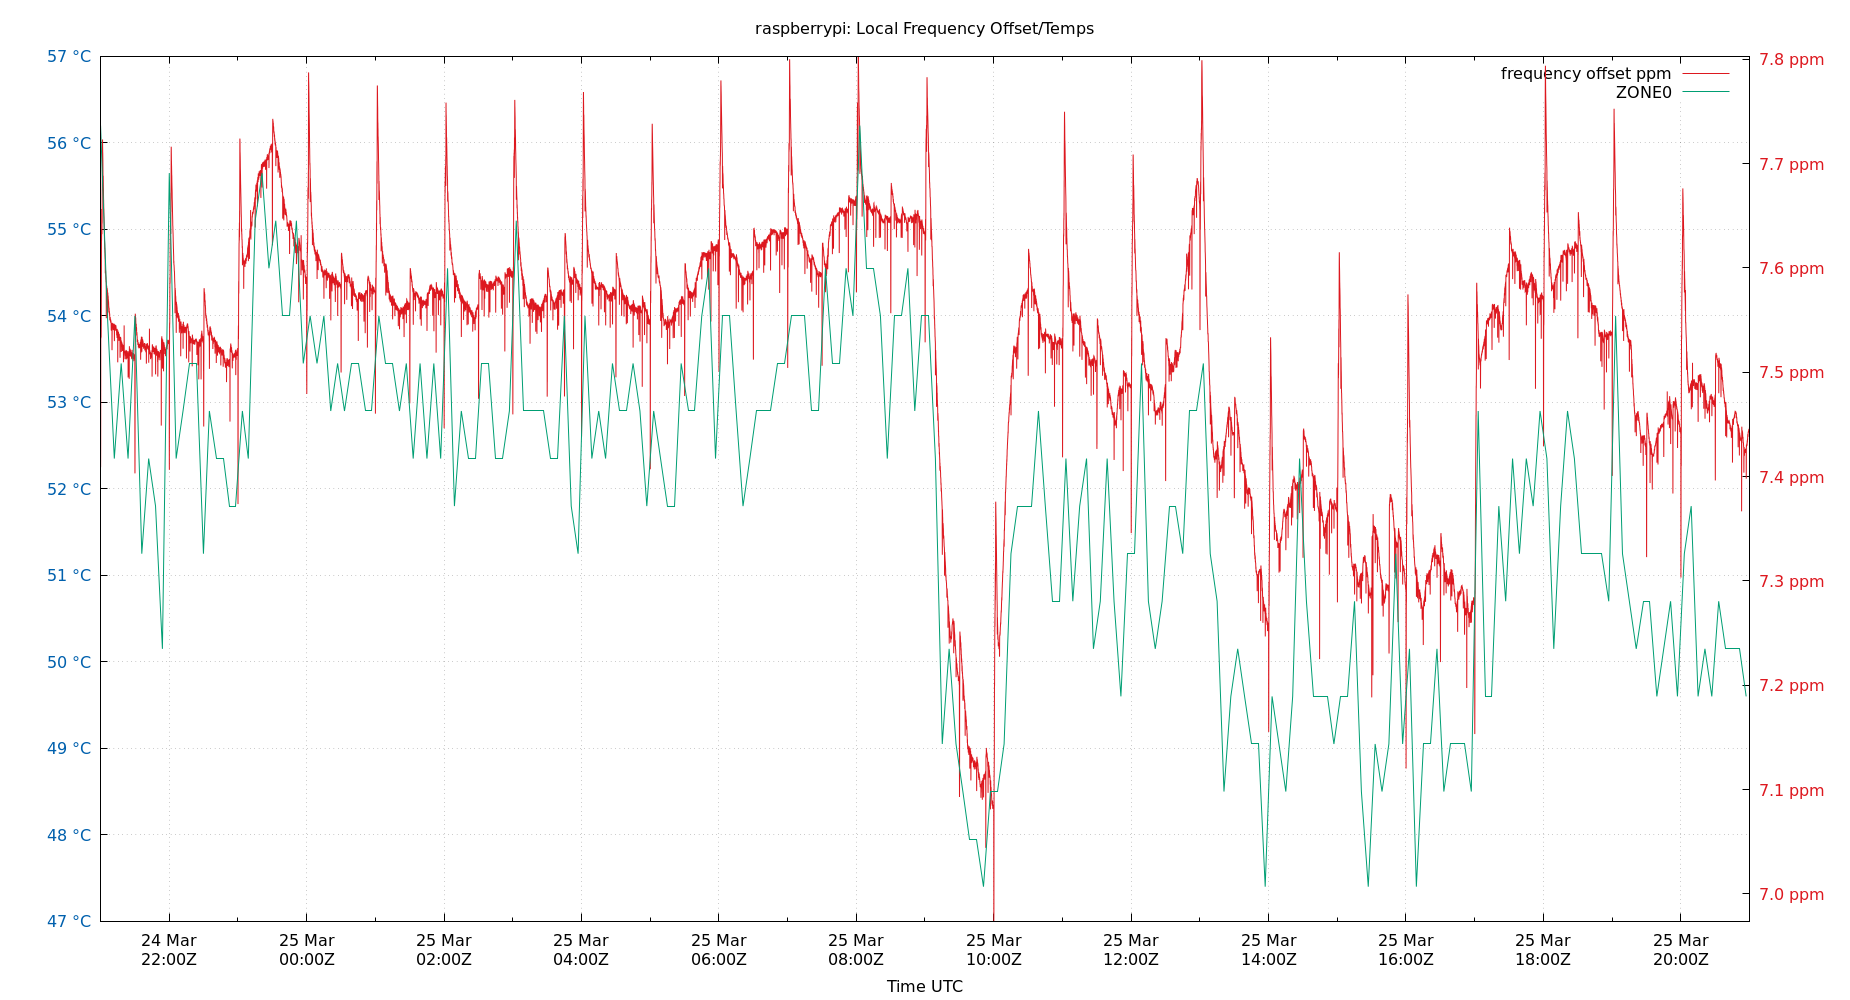 raspberrypi: Local Frequency Offset/Temps
frequency offset ppm
ZONE0
57 °C
56 °C
55 °C
54 °C
53 °C
52 °C
51 °C
50 °C
49 °C
48 °C
47 °C
7.8 ppm
7.7 ppm
7.6 ppm
7.5 ppm
7.4 ppm
7.3 ppm
7.2 ppm
7.1 ppm
7.0 ppm
24 Mar
22:00Z
25 Mar
00:00Z
25 Mar
02:00Z
25 Mar
04:00Z
25 Mar
06:00Z
25 Mar
08:00Z
25 Mar
10:00Z
25 Mar
12:00Z
25 Mar
14:00Z
25 Mar
16:00Z
25 Mar
18:00Z
25 Mar
20:00Z
Time UTC